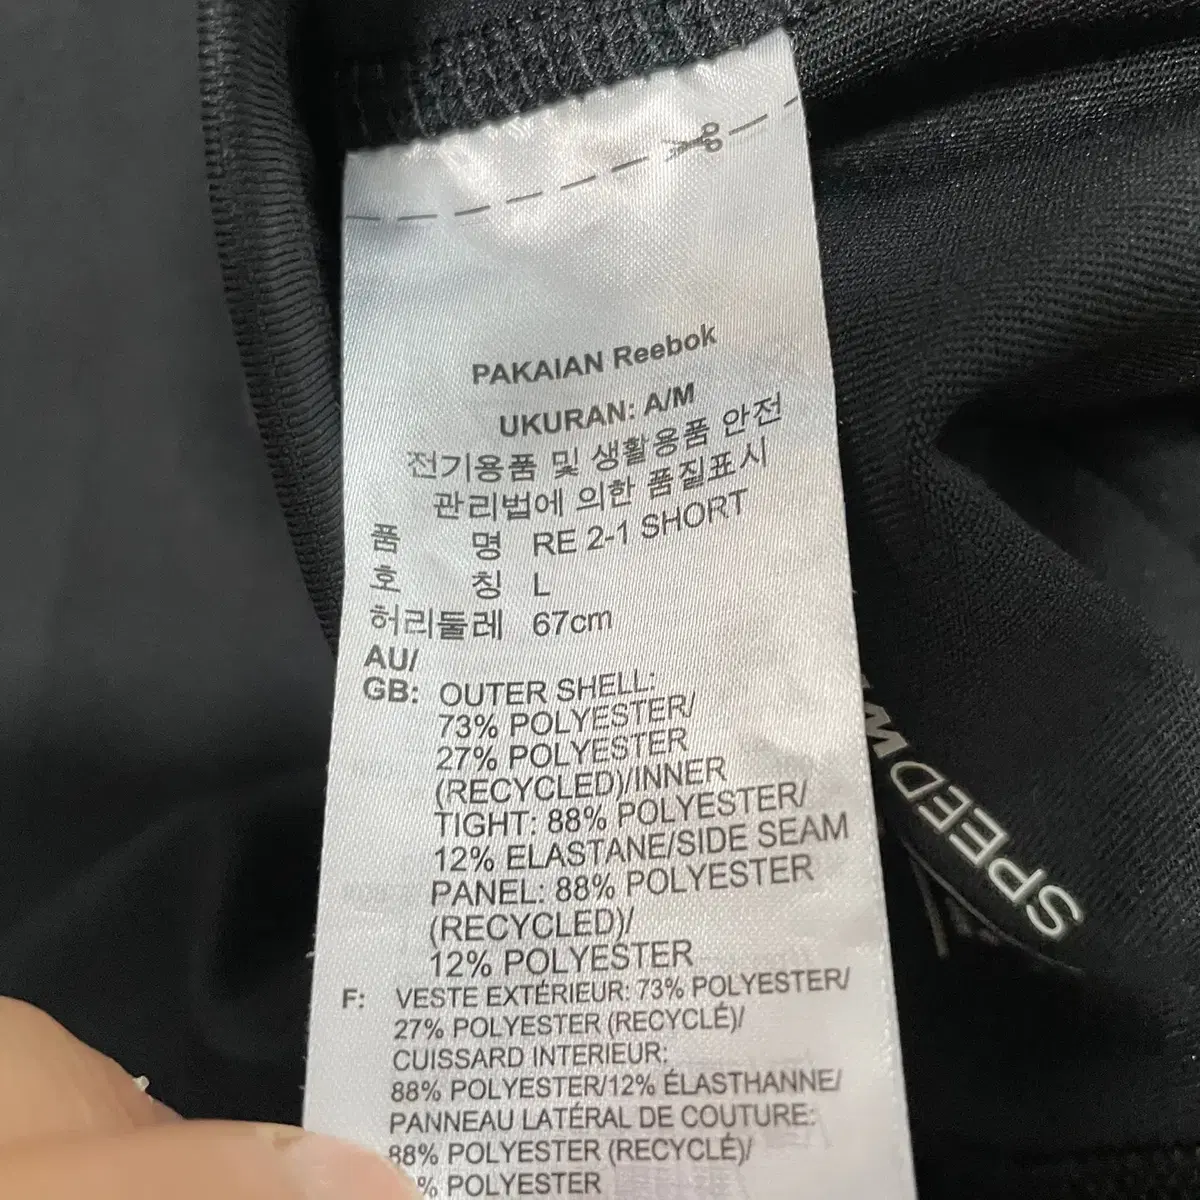 PAKAIAN Reebok
UKURAN: A/M
전기용품 및 생활용품 안전
관리법에 의한 품질표시
품 명 RE 2-1 SHORT
호 칭 L
허리둘레 67cm
AU/
GB: OUTER SHELL:
73% POLYESTER/
27% POLYESTER
(RECYCLED)/INNER
TIGHT: 88% POLYESTER/
12% ELASTANE/SIDE SEAM
PANEL: 88% POLYESTER
(RECYCLED)/
12% POLYESTER
F: VESTE EXTÉRIEUR: 73% POLYESTER/
27% POLYESTER (RECYCLÉ)/
CUISSARD INTERIEUR:
88% POLYESTER/12% ÉLASTHANNE/
PANNEAU LATÉRAL DE COUTURE:
88% POLYESTER (RECYCLÉ)/
% POLYESTER
SPEEDW